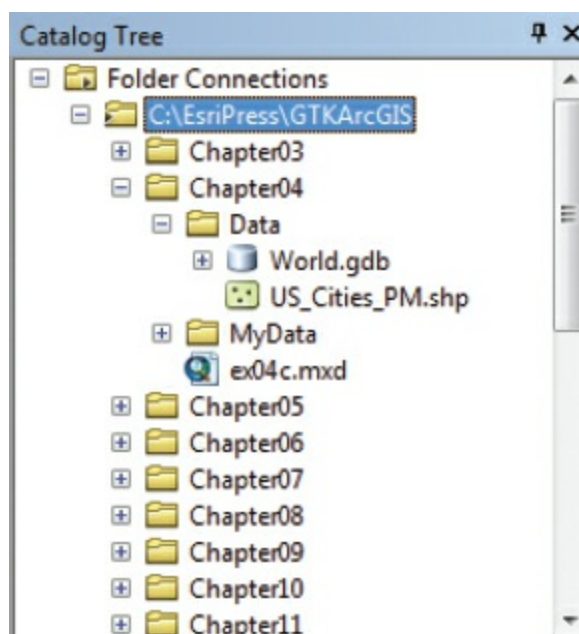 Catalog Tree
Folder Connections
C:\EsriPress\GTKArcGIS
Chapter03
Chapter04
Data
World.gdb
US_Cities_PM.shp
MyData
ex04c.mxd
Chapter05
Chapter06
Chapter07
Chapter08
Chapter09
Chapter10
Chapter11